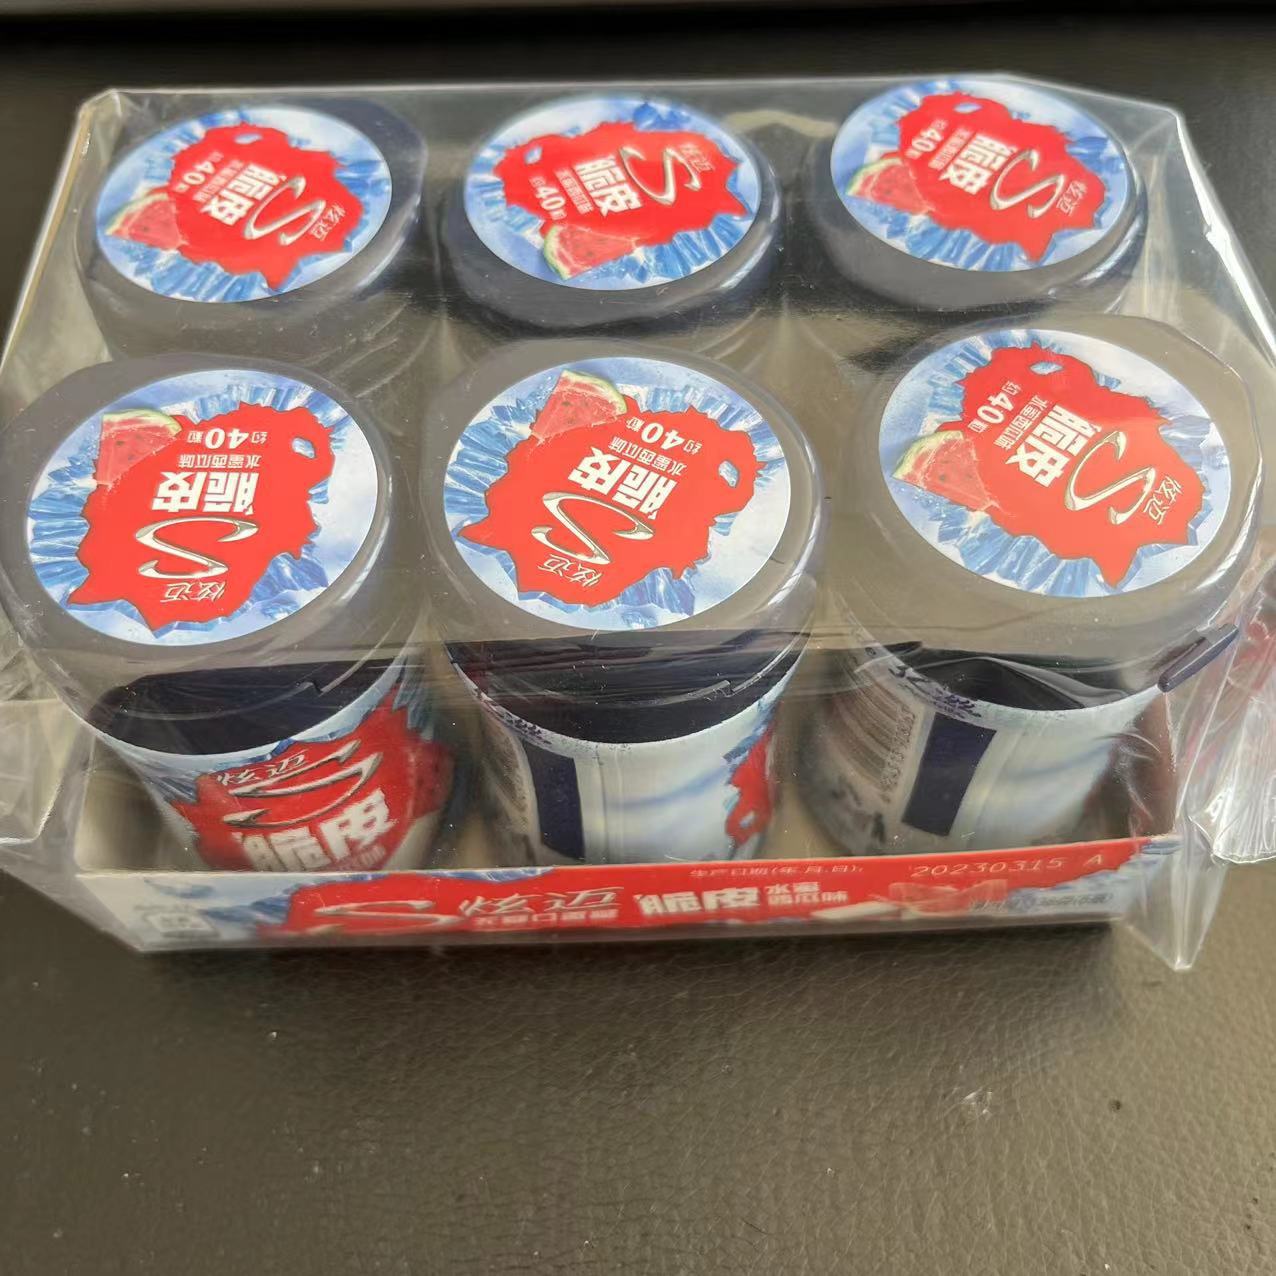 炫迈
脆皮
水蜜西瓜味
约40粒
炫迈
脆皮
水蜜西瓜味
约40粒
炫迈
脆皮
水蜜西瓜味
约40粒
约40粒
水蜜西瓜味
脆皮
炫迈
约40粒
水蜜西瓜味
脆皮
炫迈
约40粒
水蜜西瓜味
脆皮
炫迈
炫迈
脆皮
生产日期(年.月.日):
20230315 A
炫迈
脆皮
水蜜
西瓜味